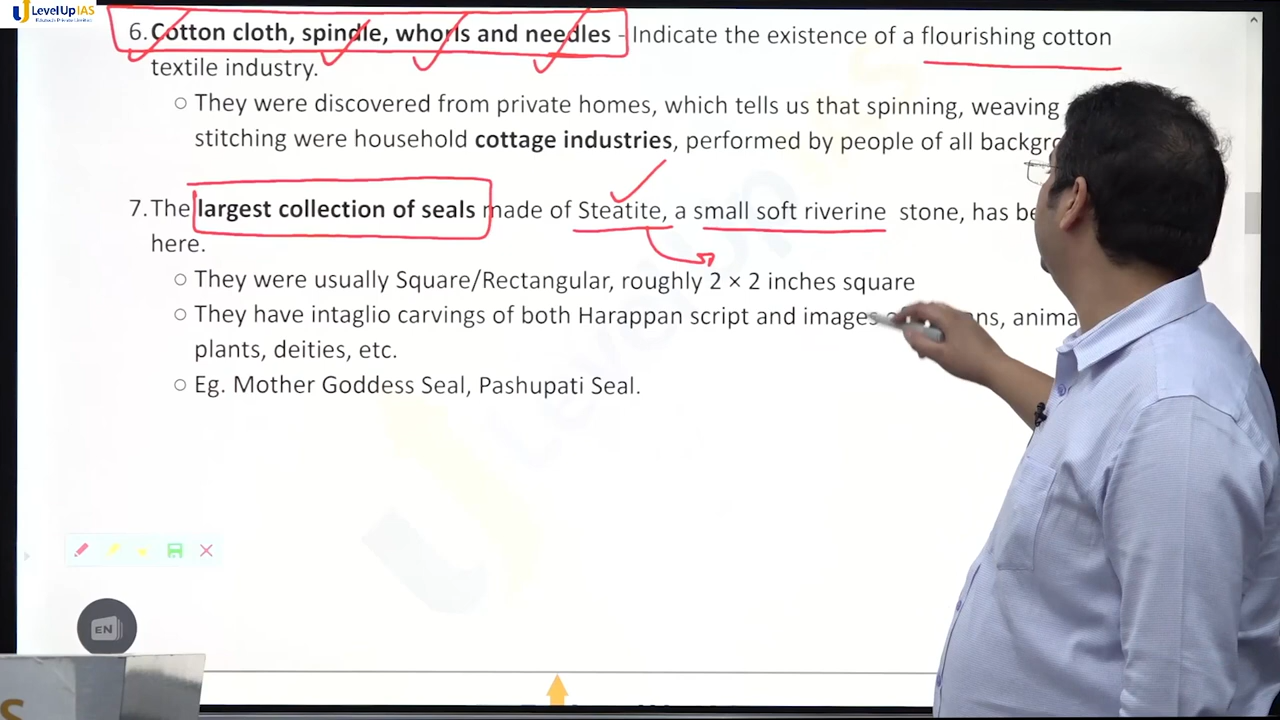 LevelUp IAS
6. Cotton cloth, spindle, whorls and needles - Indicate the existence of a flourishing cotton
textile industry.
○ They were discovered from private homes, which tells us that spinning, weaving
stitching were household cottage industries, performed by people of all
7. The largest collection of seals made of Steatite, a small soft riverine stone, has
here.
○ They were usually Square/Rectangular, roughly 2 × 2 inches square
○ They have intaglio carvings of both Harappan script and images
plants, deities, etc.
○ Eg. Mother Goddess Seal, Pashupati Seal.
EN
S